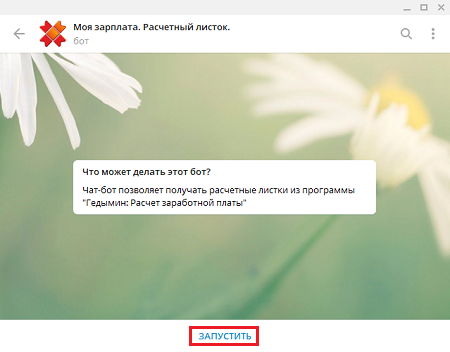 Моя зарплата. Расчетный листок.
бот
Что может делать этот бот?
Чат-бот позволяет получать расчетные листки из программы
"Гедымин: Расчет заработной платы"
ЗАПУСТИТЬ